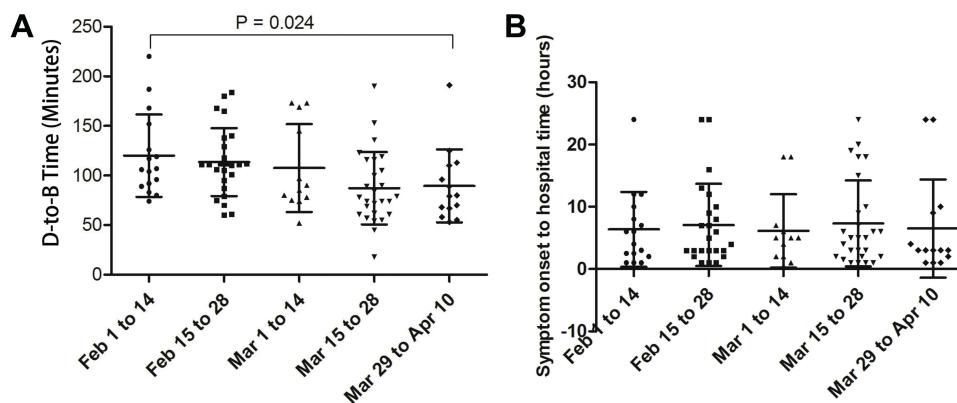 A
P = 0.024
D-to-B Time (Minutes)
250
200
150
100
50
0
Feb 1 to 14
Feb 15 to 28
Mar 1 to 14
Mar 15 to 28
Mar 29 to Apr 10
B
Symptom onset to hospital time (hours)
30
20
10
0
-10
Feb 1 to 14
Feb 15 to 28
Mar 1 to 14
Mar 15 to 28
Mar 29 to Apr 10